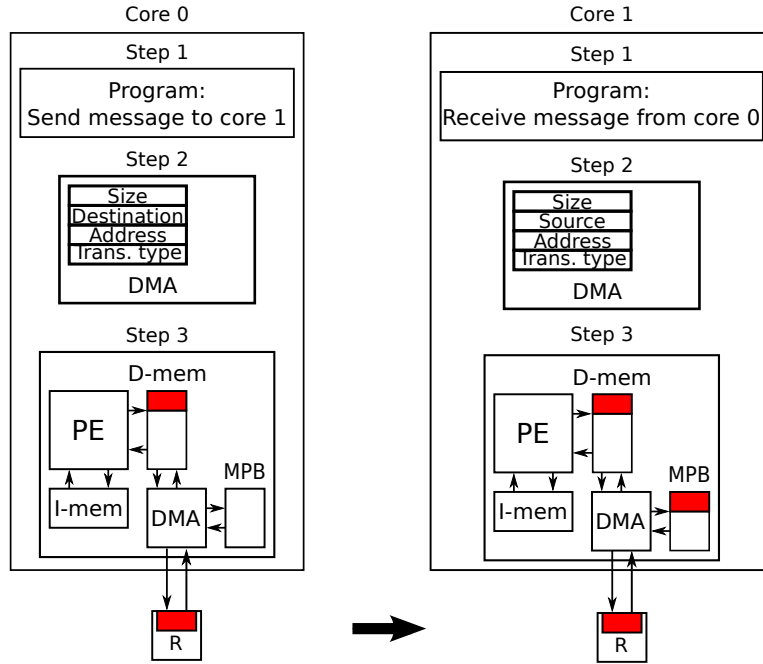 Core 0
Step 1
Program:
Send message to core 1
Step 2
Size
Destination
Address
Trans. type
DMA
Step 3
D-mem
PE
MPB
I-mem
DMA
R
Core 1
Step 1
Program:
Receive message from core 0
Step 2
Size
Source
Address
Trans. type
DMA
Step 3
D-mem
PE
MPB
I-mem
DMA
R